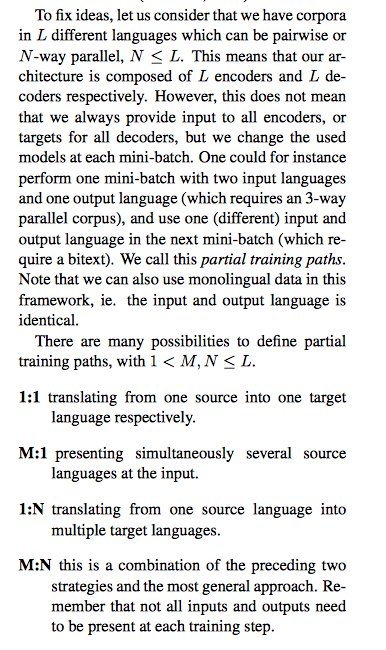 To fix ideas, let us consider that we have corpora
in L different languages which can be pairwise or
N-way parallel, N ≤ L. This means that our ar-
chitecture is composed of L encoders and L de-
coders respectively. However, this does not mean
that we always provide input to all encoders, or
targets for all decoders, but we change the used
models at each mini-batch. One could for instance
perform one mini-batch with two input languages
and one output language (which requires an 3-way
parallel corpus), and use one (different) input and
output language in the next mini-batch (which re-
quire a bitext). We call this partial training paths.
Note that we can also use monolingual data in this
framework, ie. the input and output language is
identical.
There are many possibilities to define partial
training paths, with 1 < M, N ≤ L.
1:1 translating from one source into one target
language respectively.
M:1 presenting simultaneously several source
languages at the input.
1:N translating from one source language into
multiple target languages.
M:N this is a combination of the preceding two
strategies and the most general approach. Re-
member that not all inputs and outputs need
to be present at each training step.